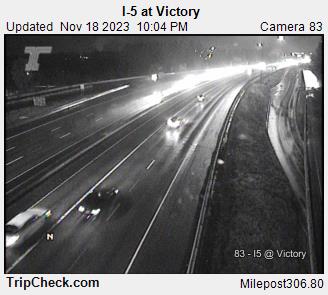 I-5 at Victory
Updated Nov 18 2023 10:04 PM Camera 83
T
N
83 - I5 @ Victory
TripCheck.com Milepost306.80